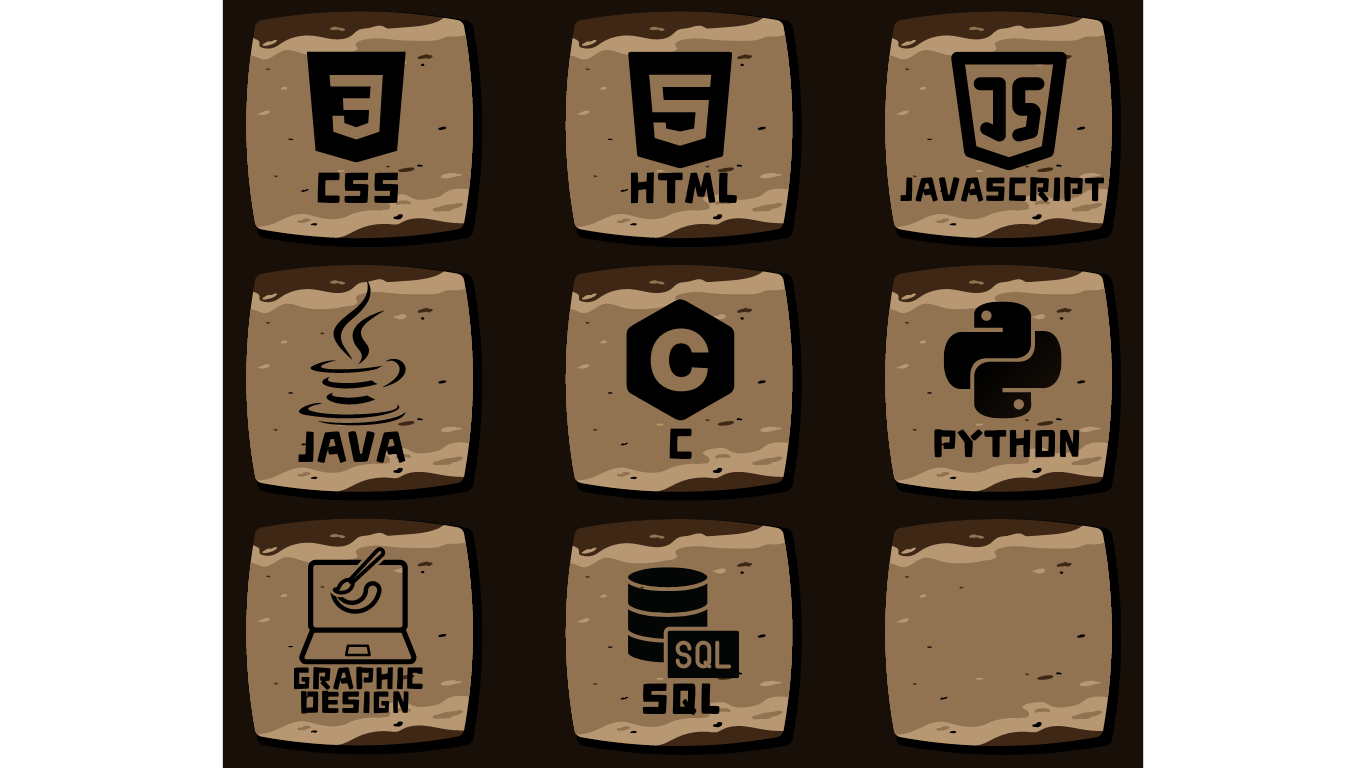 3
CSS
5
HTML
JS
JAVASCRIPT
JAVA
C
C
PYTHON
GRAPHIC
DESIGN
SQL
SQL